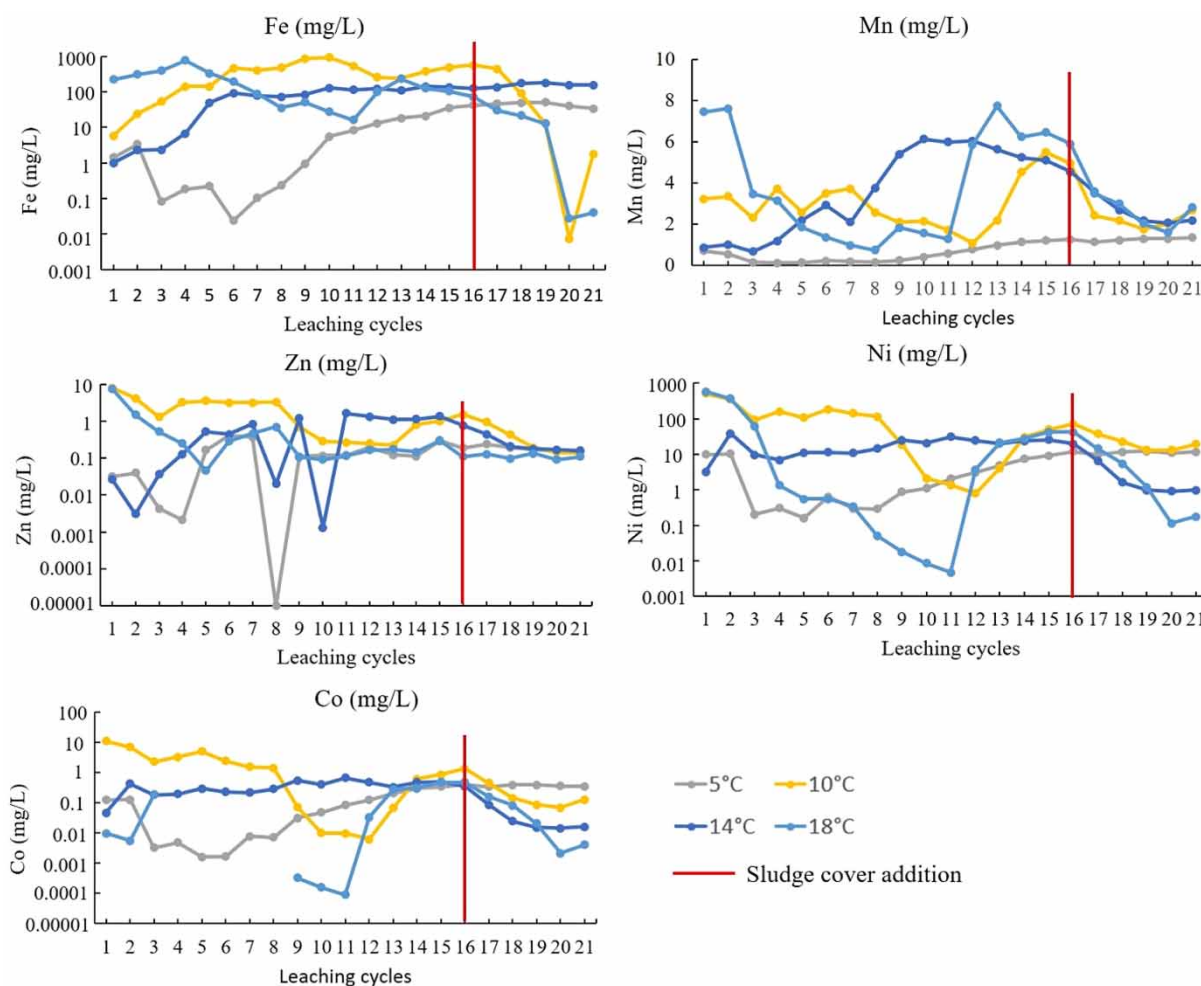 Fe (mg/L)
1000
100
10
1
0.1
0.01
0.001
Fe (mg/L)
1 2 3 4 5 6 7 8 9 10 11 12 13 14 15 16 17 18 19 20 21
Leaching cycles
Mn (mg/L)
10
8
6
4
2
0
Mn (mg/L)
1 2 3 4 5 6 7 8 9 10 11 12 13 14 15 16 17 18 19 20 21
Leaching cycles
Zn (mg/L)
10
1
0.1
0.01
0.001
0.0001
0.00001
Zn (mg/L)
1 2 3 4 5 6 7 8 9 10 11 12 13 14 15 16 17 18 19 20 21
Leaching cycles
Ni (mg/L)
1000
100
10
1
0.1
0.01
0.001
Ni (mg/L)
1 2 3 4 5 6 7 8 9 10 11 12 13 14 15 16 17 18 19 20 21
Leaching cycles
Co (mg/L)
100
10
1
0.1
0.01
0.001
0.0001
0.00001
Co (mg/L)
1 2 3 4 5 6 7 8 9 10 11 12 13 14 15 16 17 18 19 20 21
Leaching cycles
5°C 10°C
14°C 18°C
Sludge cover addition